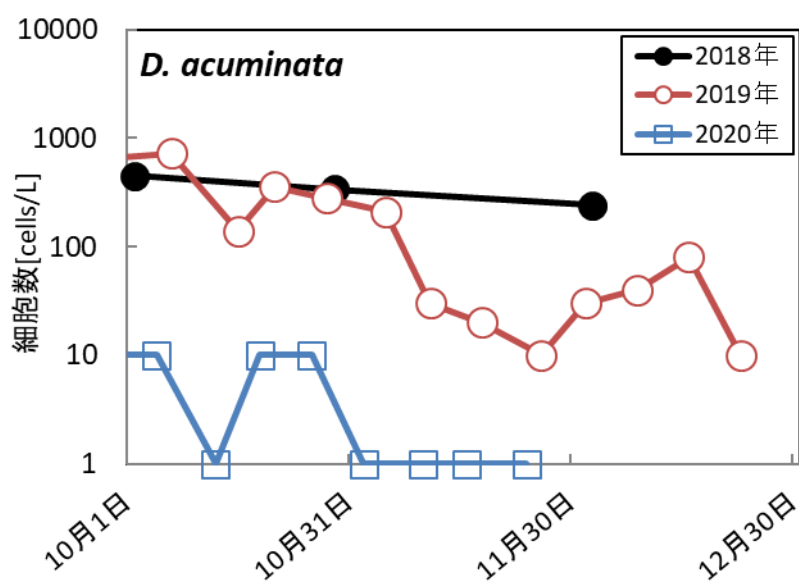 D. acuminata
2018年
2019年
2020年
細胞数[cells/L]
10000
1000
100
10
1
10月1日
10月31日
11月30日
12月30日